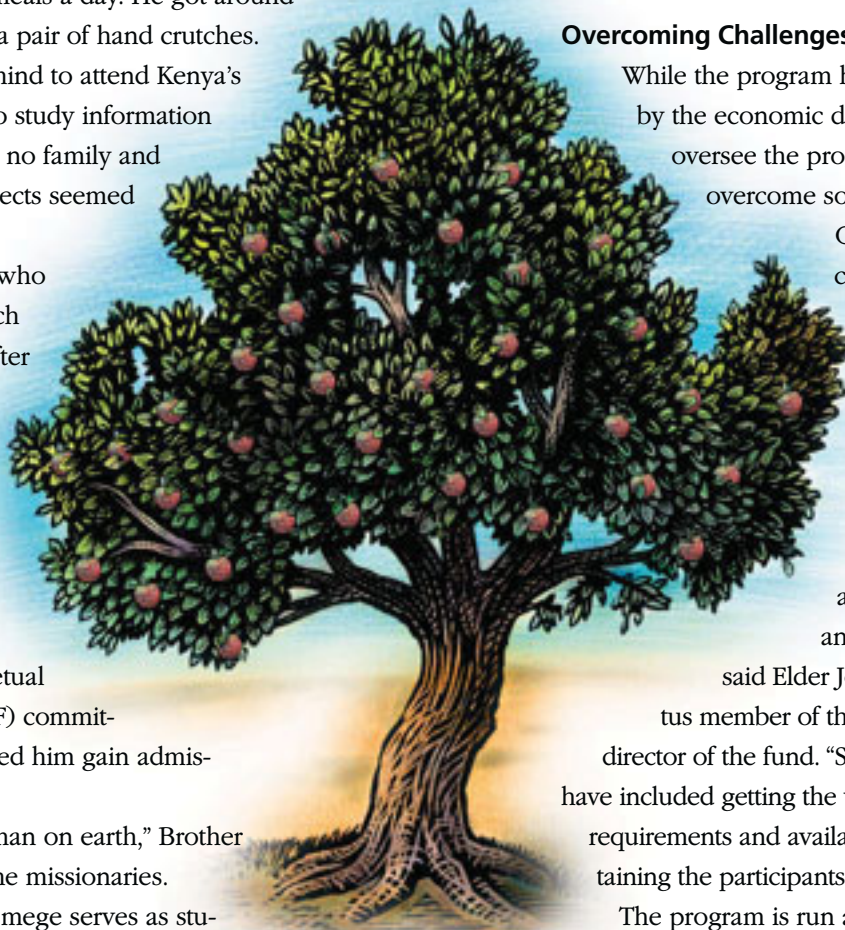 meals a day. He got around
a pair of hand crutches.
mind to attend Kenya’s
o study information
no family and
ects seemed
who
ch
fter
etual
F) commit-
ed him gain admis-
man on earth,” Brother
he missionaries.
mege serves as stu-
Overcoming Challenges
While the program h
by the economic d
oversee the pro
overcome so
O
c
a
an
said Elder Jo
tus member of th
director of the fund. “S
have included getting the
requirements and availa
taining the participants
The program is run a